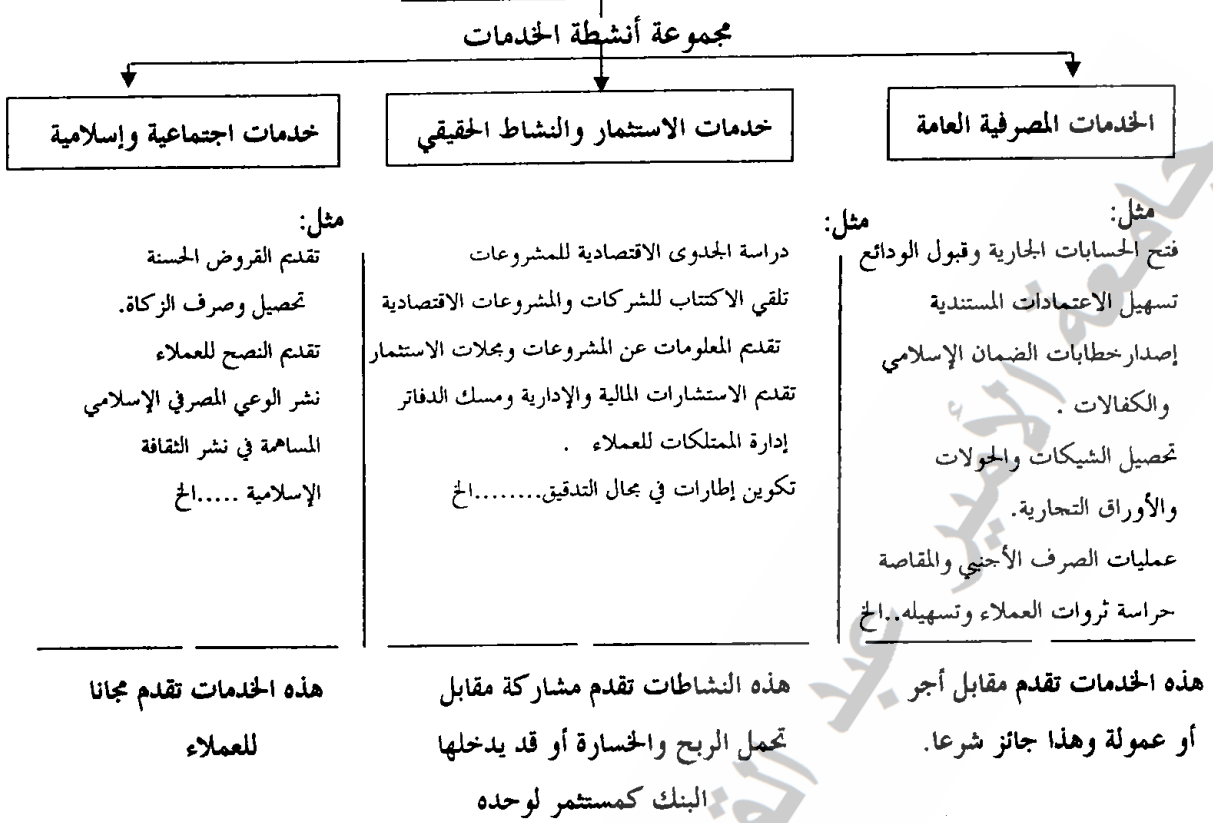 مجموعة أنشطة الخدمات
الخدمات المصرفية العامة
مثل:
فتح الحسابات الجارية وقبول الودائع
تسهيل الاعتمادات المستندية
إصدار خطابات الضمان الإسلامي
والكفالات .
تحصيل الشيكات والحولات
والأوراق التجارية.
عمليات الصرف الأجنبي والمقاصة
حراسة ثروات العملاء وتسهيله..الخ
هذه الخدمات تقدم مقابل أجر
أو عمولة وهذا جائز شرعا.
خدمات الاستثمار والنشاط الحقيقي
مثل:
دراسة الجدوى الاقتصادية للمشروعات
تلقي الاكتتاب للشركات والمشروعات الاقتصادية
تقديم المعلومات عن المشروعات ومجلات الاستثمار
تقديم الاستشارات المالية والإدارية ومسك الدفاتر
إدارة الممتلكات للعملاء .
تكوين إطارات في مجال التدقيق........الخ
هذه النشاطات تقدم مشاركة مقابل
تحمل الربح والخسارة أو قد يدخلها
البنك كمستثمر لوحده
خدمات اجتماعية وإسلامية
مثل:
تقديم القروض الحسنة
تحصيل وصرف الزكاة.
تقديم النصح للعملاء
نشر الوعي المصرفي الإسلامي
المساهمة في نشر الثقافة
الإسلامية .....الخ
هذه الخدمات تقدم مجانا
للعملاء
جامعة الأمير عبد